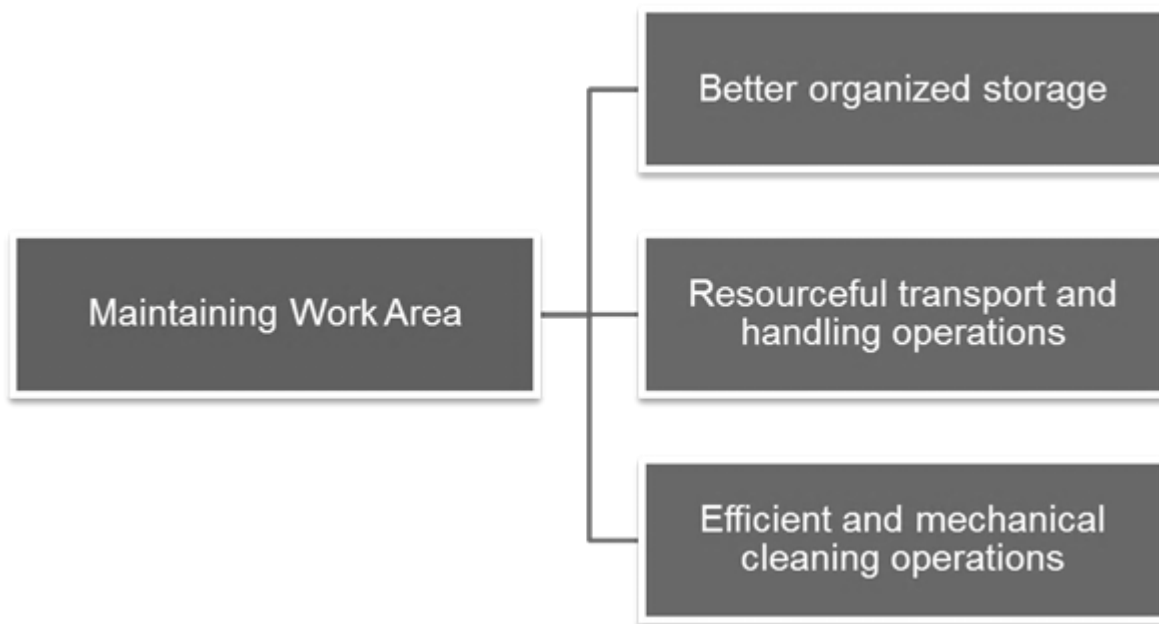 Better organized storage
Maintaining Work Area
Resourceful transport and
handling operations
Efficient and mechanical
cleaning operations